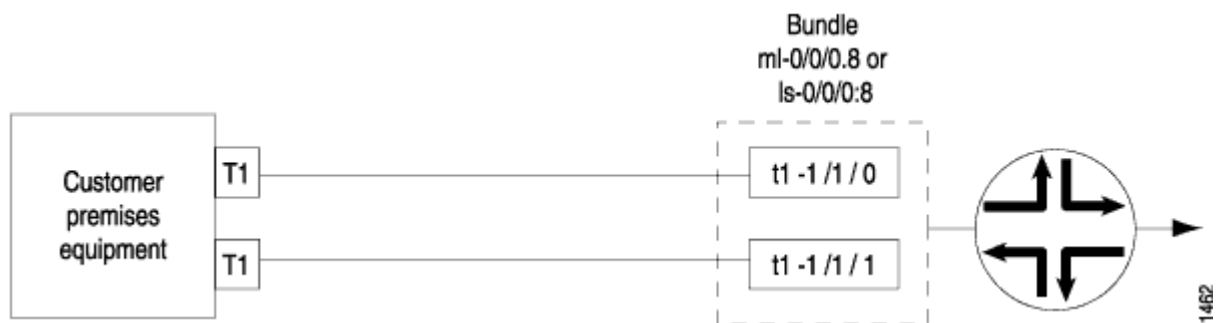 Bundle
ml-0/0/0.8 or
ls-0/0/0:8
Customer
premises
equipment
T1
t1 -1 /1 / 0
T1
t1 -1 /1 / 1
1462